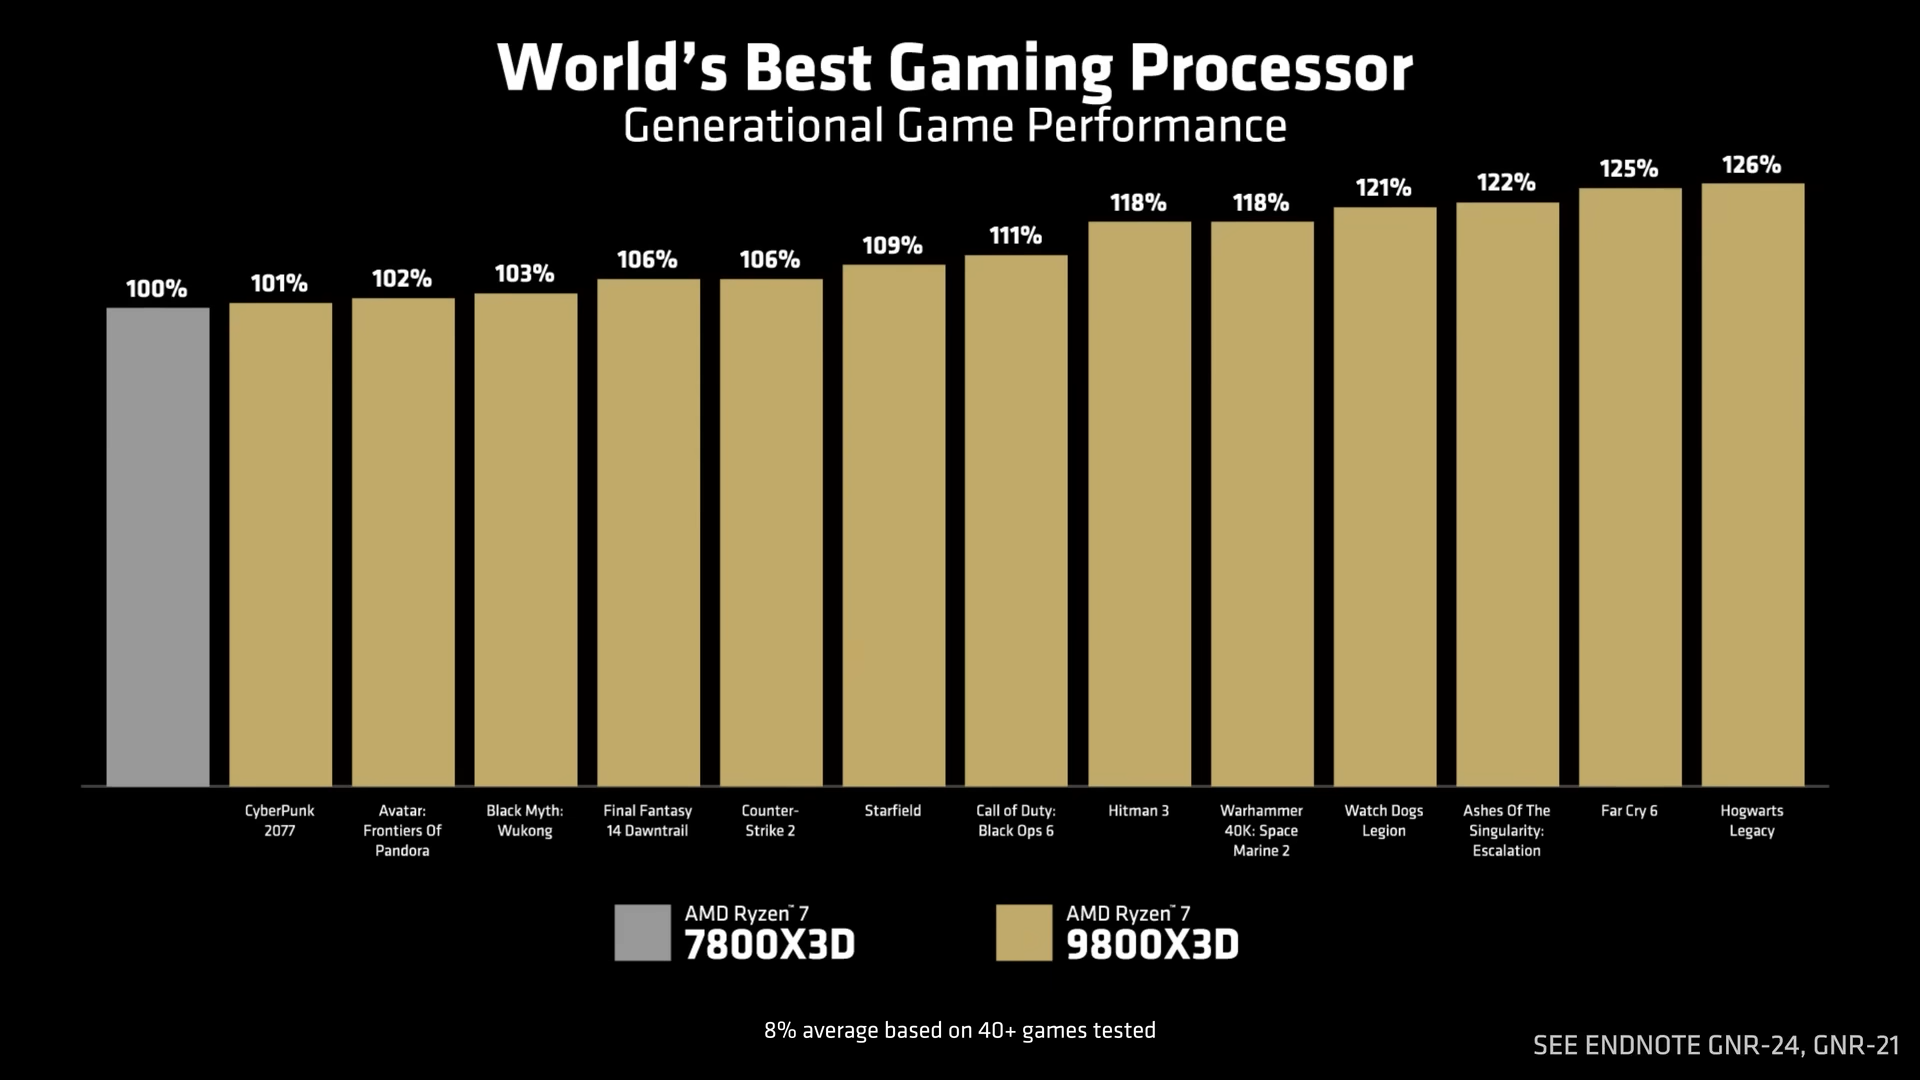 World’s Best Gaming Processor
Generational Game Performance
100%
101%
102%
103%
106%
106%
109%
111%
118%
118%
121%
122%
125%
126%
CyberPunk
2077
Avatar:
Frontiers Of
Pandora
Black Myth:
Wukong
Final Fantasy
14 Dawntrail
Counter-
Strike 2
Starfield
Call of Duty:
Black Ops 6
Hitman 3
Warhammer
40K: Space
Marine 2
Watch Dogs
Legion
Ashes Of The
Singularity:
Escalation
Far Cry 6
Hogwarts
Legacy
AMD Ryzen™ 7
7800X3D
AMD Ryzen™ 7
9800X3D
8% average based on 40+ games tested
SEE ENDNOTE GNR-24, GNR-21